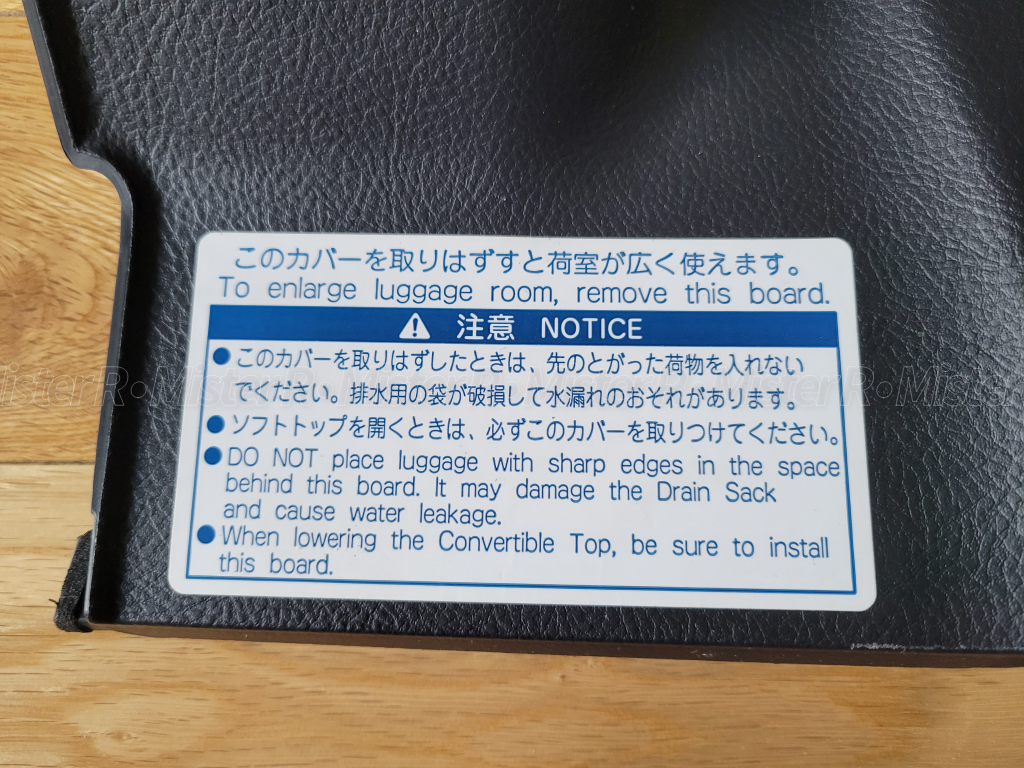 このカバーを取りはずすと荷室が広く使えます。
To enlarge luggage room, remove this board.
注意 NOTICE
●このカバーを取りはずしたときは、先のとがった荷物を入れない
でください。排水用の袋が破損して水漏れのおそれがあります。
●ソフトトップを開くときは、必ずこのカバーを取りつけてください。
●DO NOT place luggage with sharp edges in the space
behind this board. It may damage the Drain Sack
and cause water leakage.
●When lowering the Convertible Top, be sure to install
this board.
MisterR•MisterR•MisterR•MisterR•MisterR•Mister